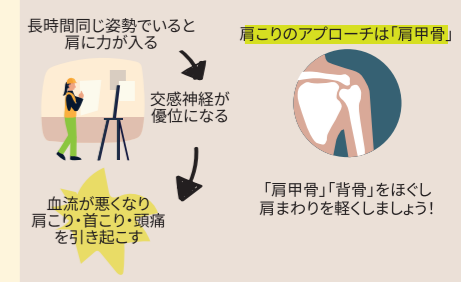 長時間同じ姿勢でいると
肩に力が入る
交感神経が
優位になる
血流が悪くなり
肩こり・首こり・頭痛
を引き起こす
肩こりのアプローチは「肩甲骨」
「肩甲骨」「背骨」をほぐし
肩まわりを軽くしましょう!